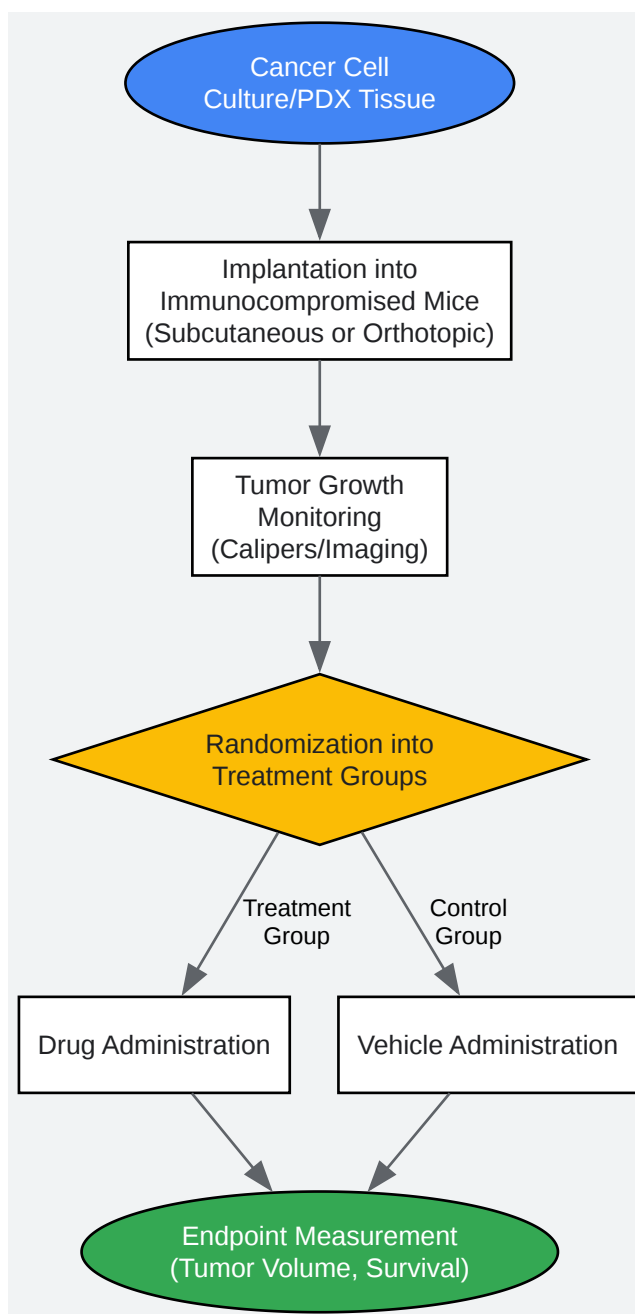 Cancer Cell
Culture/PDX Tissue
Implantation into
Immunocompromised Mice
(Subcutaneous or Orthotopic)
Tumor Growth
Monitoring
(Calipers/Imaging)
Randomization into
Treatment Groups
Treatment
Group
Control
Group
Drug Administration
Vehicle Administration
Endpoint Measurement
(Tumor Volume, Survival)